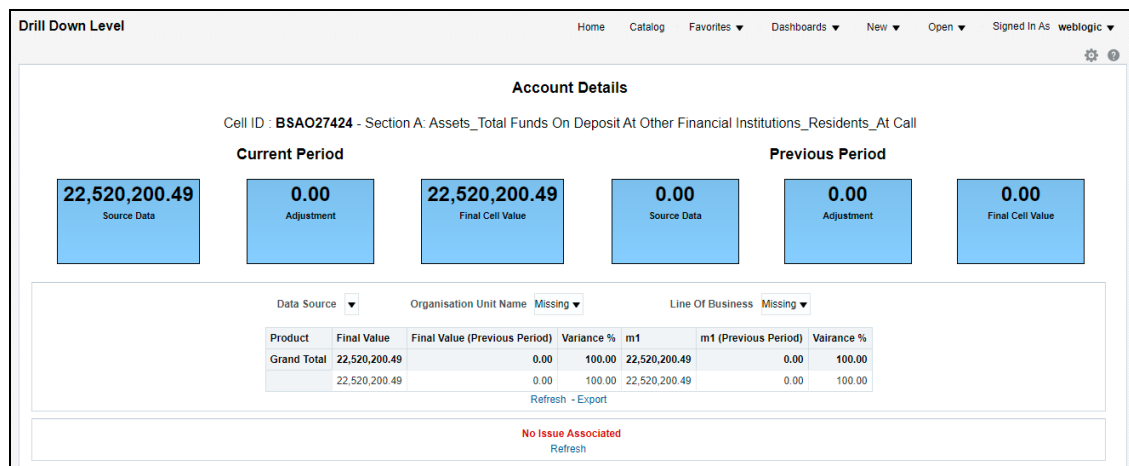 Drill Down Level Home Catalog Favorites Dashboards New Open Signed In As weblogic
Account Details
Cell ID : BSAO27424 - Section A: Assets_Total Funds On Deposit At Other Financial Institutions_Residents_At Call
Current Period Previous Period
22,520,200.49 0.00 22,520,200.49 0.00 0.00 0.00
Source Data Adjustment Final Cell Value Source Data Adjustment Final Cell Value
Data Source Organisation Unit Name Missing Line Of Business Missing
Product Final Value Final Value (Previous Period) Variance % m1 m1 (Previous Period) Vairance %
Grand Total 22,520,200.49 0.00 100.00 22,520,200.49 0.00 100.00
22,520,200.49 0.00 100.00 22,520,200.49 0.00 100.00
Refresh - Export
No Issue Associated
Refresh